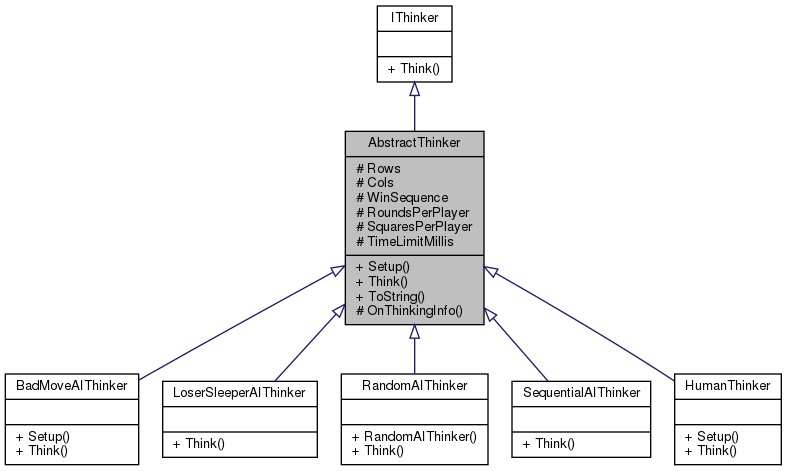 IThinker
+ Think()
AbstractThinker
# Rows
# Cols
# WinSequence
# RoundsPerPlayer
# SquaresPerPlayer
# TimeLimitMillis
+ Setup()
+ Think()
+ ToString()
# OnThinkingInfo()
BadMoveAIThinker
+ Setup()
+ Think()
LoserSleeperAIThinker
+ Think()
RandomAIThinker
+ RandomAIThinker()
+ Think()
SequentialAIThinker
+ Think()
HumanThinker
+ Setup()
+ Think()